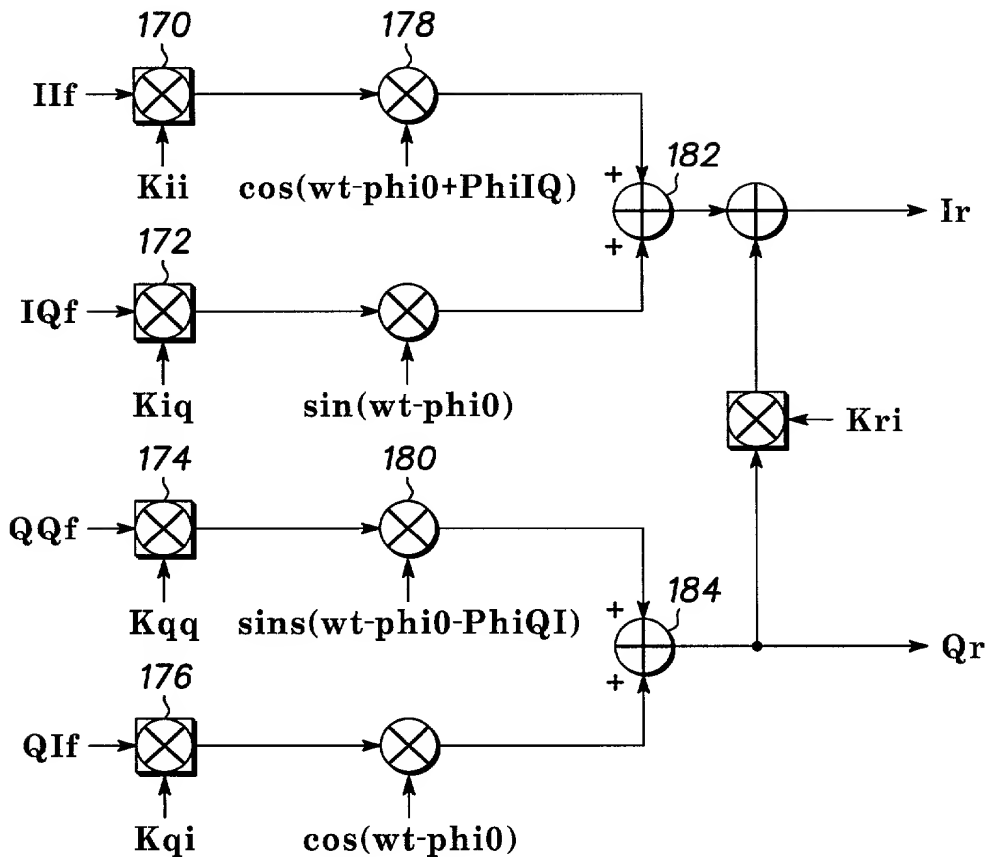 170 178
IIf
Kii cos(wt-phi0+PhiIQ)
+ 182
Ir
172
+
IQf
Kiq sin(wt-phi0)
Kri
174 180
QQf
Kqq sins(wt-phi0-PhiQI)
+ 184
Qr
176
+
QIf
Kqi cos(wt-phi0)